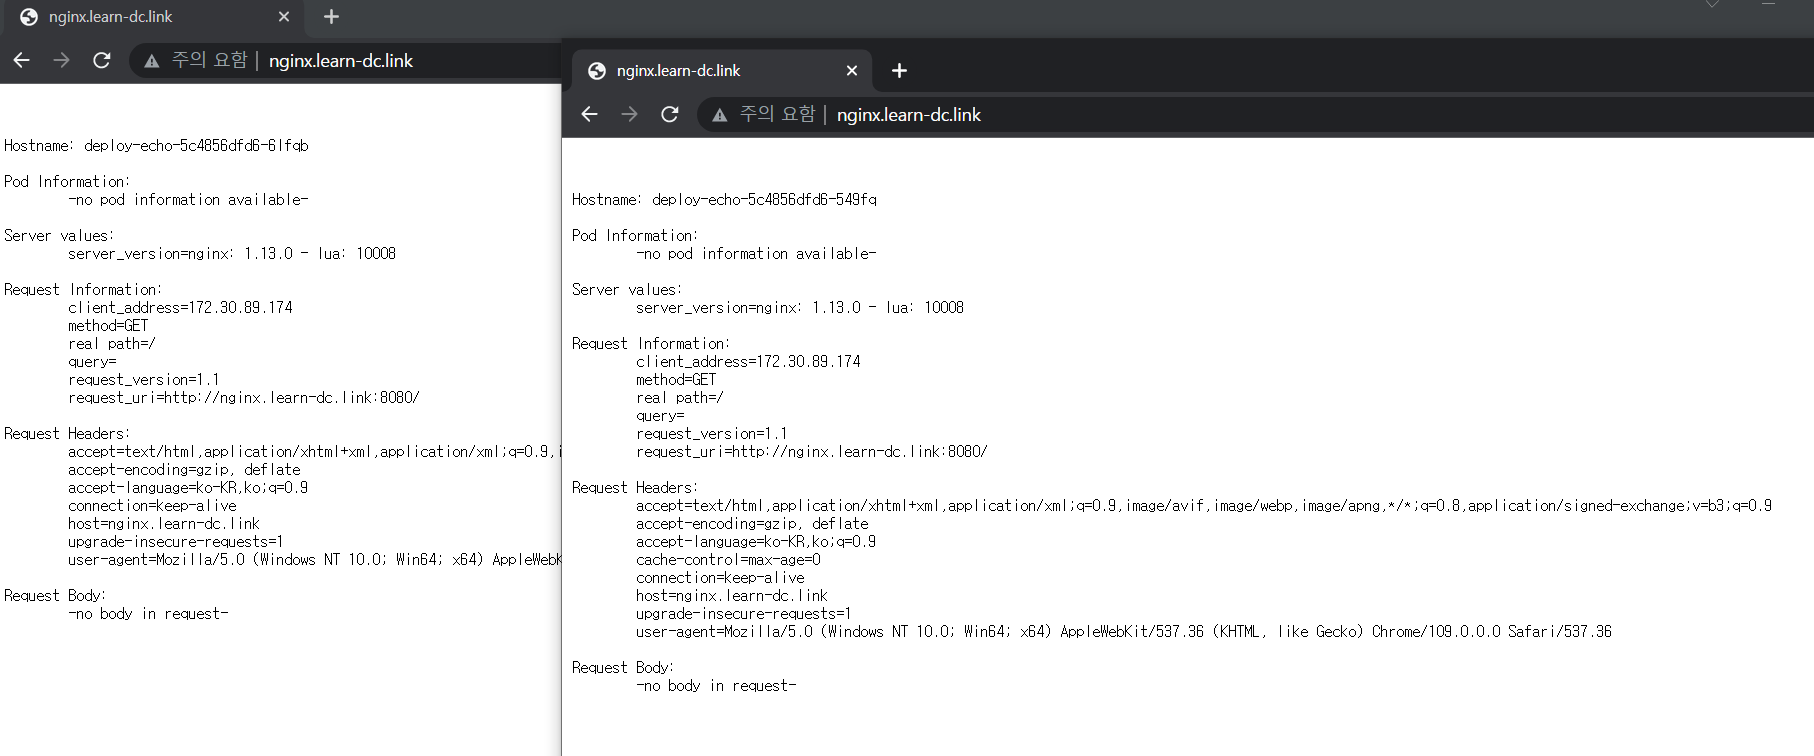 nginx.learn-dc.link
주의 요함 | nginx.learn-dc.link
Hostname: deploy-echo-5c4856dfd6-6lfqb
Pod Information:
-no pod information available-
Server values:
server_version=nginx: 1.13.0 - lua: 10008
Request Information:
client_address=172.30.89.174
method=GET
real path=/
query=
request_version=1.1
request_uri=http://nginx.learn-dc.link:8080/
Request Headers:
accept=text/html,application/xhtml+xml,application/xml;q=0.9,i
accept-encoding=gzip, deflate
accept-language=ko-KR,ko;q=0.9
connection=keep-alive
host=nginx.learn-dc.link
upgrade-insecure-requests=1
user-agent=Mozilla/5.0 (Windows NT 10.0; Win64; x64) AppleWebK
Request Body:
-no body in request-
nginx.learn-dc.link
주의 요함 | nginx.learn-dc.link
Hostname: deploy-echo-5c4856dfd6-549fq
Pod Information:
-no pod information available-
Server values:
server_version=nginx: 1.13.0 - lua: 10008
Request Information:
client_address=172.30.89.174
method=GET
real path=/
query=
request_version=1.1
request_uri=http://nginx.learn-dc.link:8080/
Request Headers:
accept=text/html,application/xhtml+xml,application/xml;q=0.9,image/avif,image/webp,image/apng,*/*;q=0.8,application/signed-exchange;v=b3;q=0.9
accept-encoding=gzip, deflate
accept-language=ko-KR,ko;q=0.9
cache-control=max-age=0
connection=keep-alive
host=nginx.learn-dc.link
upgrade-insecure-requests=1
user-agent=Mozilla/5.0 (Windows NT 10.0; Win64; x64) AppleWebKit/537.36 (KHTML, like Gecko) Chrome/109.0.0.0 Safari/537.36
Request Body:
-no body in request-